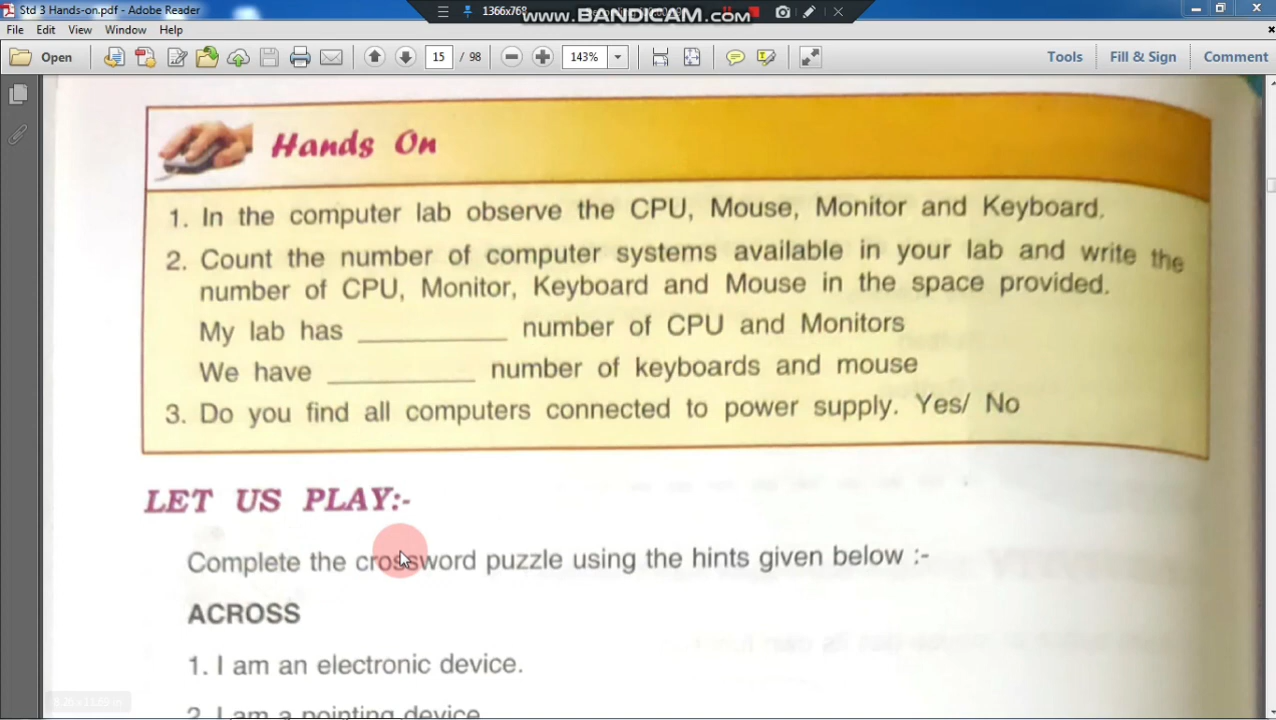 Std 3 Hands-on.pdf - Adobe Reader
1366x768
www.BANDICAM.com
File Edit View Window Help
Open 15 / 98 143% Tools Fill & Sign Comment
Hands On
1. In the computer lab observe the CPU, Mouse, Monitor and Keyboard.
2. Count the number of computer systems available in your lab and write the
number of CPU, Monitor, Keyboard and Mouse in the space provided.
My lab has __________ number of CPU and Monitors
We have __________ number of keyboards and mouse
3. Do you find all computers connected to power supply. Yes/ No
LET US PLAY:-
Complete the crossword puzzle using the hints given below :-
ACROSS
1. I am an electronic device.
2. I am a pointing device